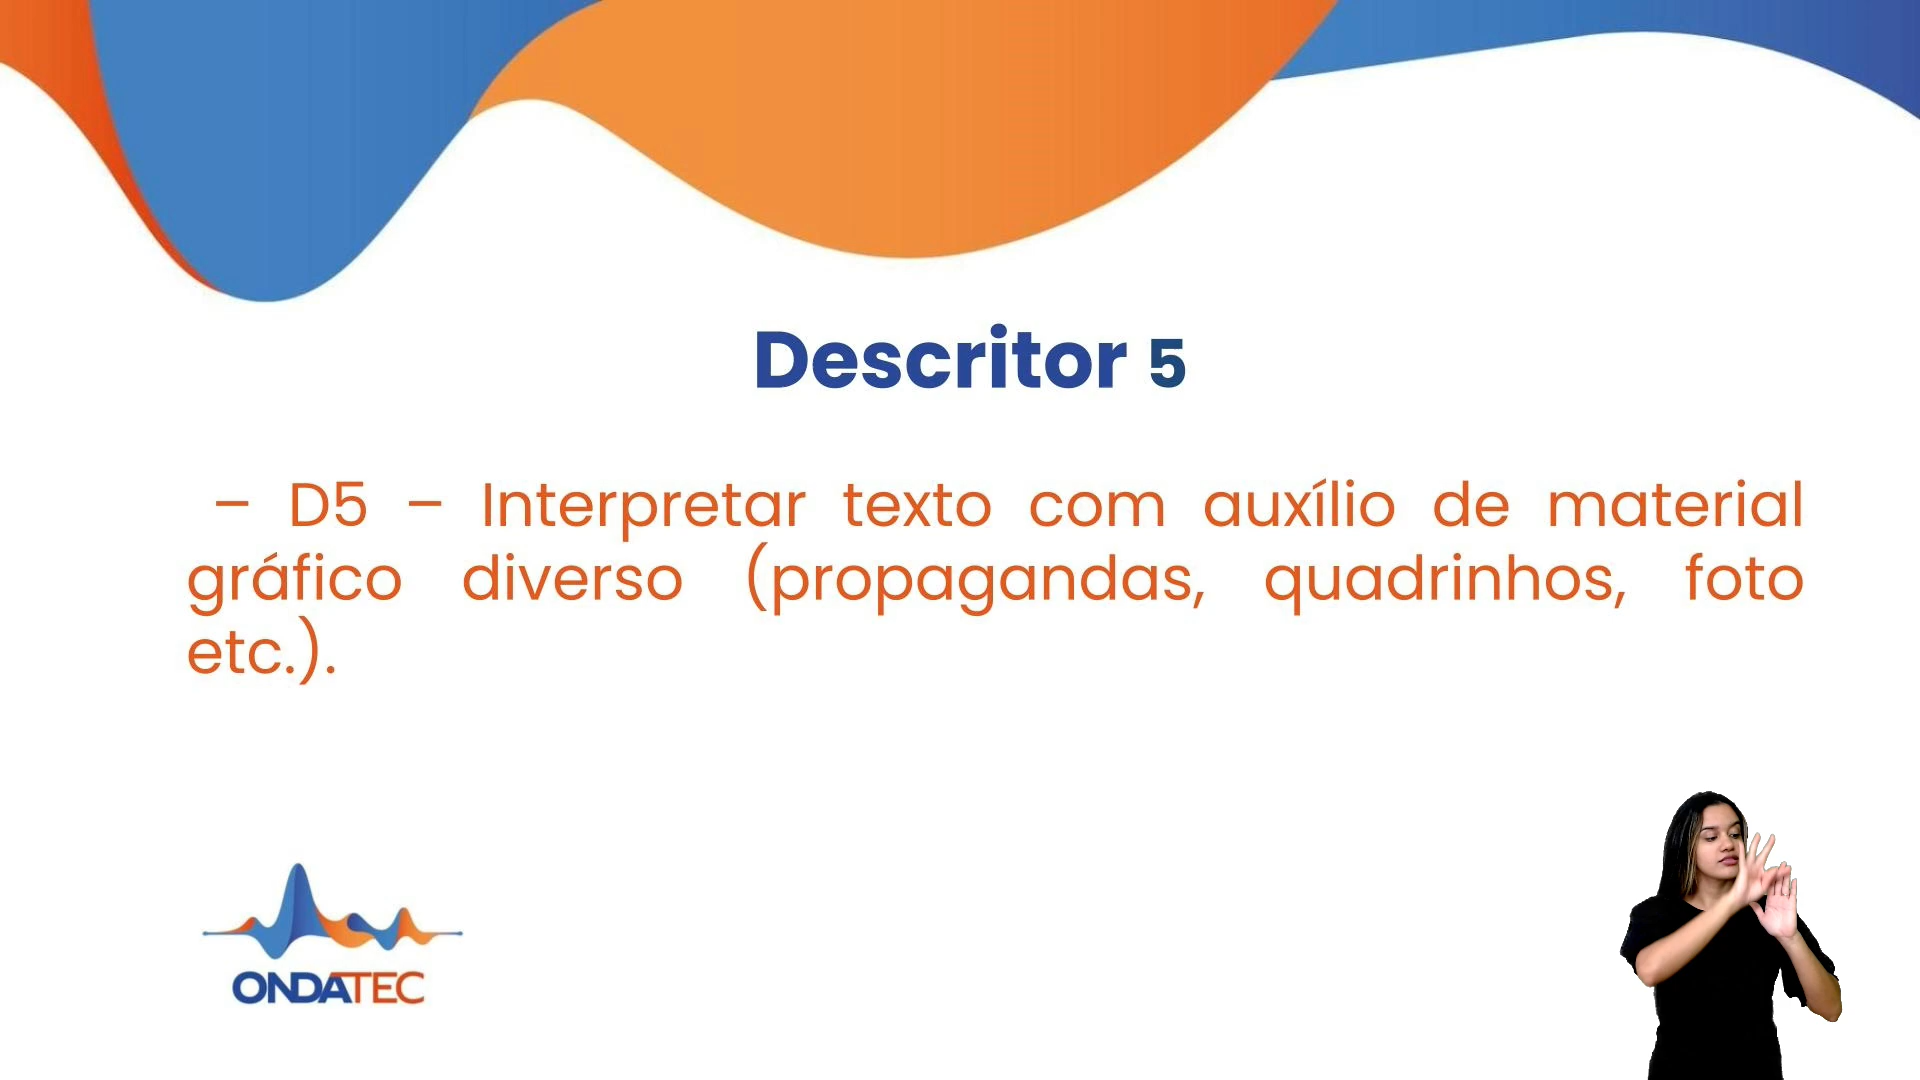 Descritor 5
– D5 – Interpretar texto com auxílio de material
gráfico diverso (propagandas, quadrinhos, foto
etc.).
ONDATEC